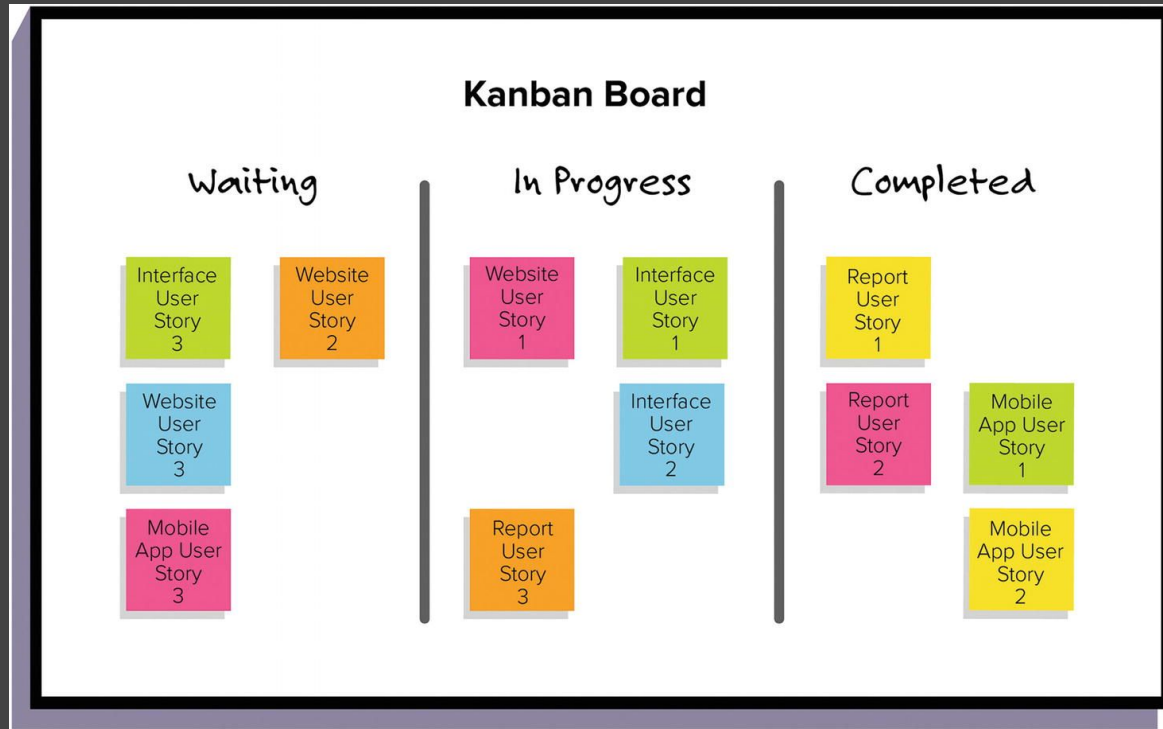 Kanban Board
Waiting
In Progress
Completed
Interface
User
Story
3
Website
User
Story
2
Website
User
Story
3
Mobile
App User
Story
3
Website
User
Story
1
Interface
User
Story
1
Interface
User
Story
2
Report
User
Story
3
Report
User
Story
1
Report
User
Story
2
Mobile
App User
Story
1
Mobile
App User
Story
2